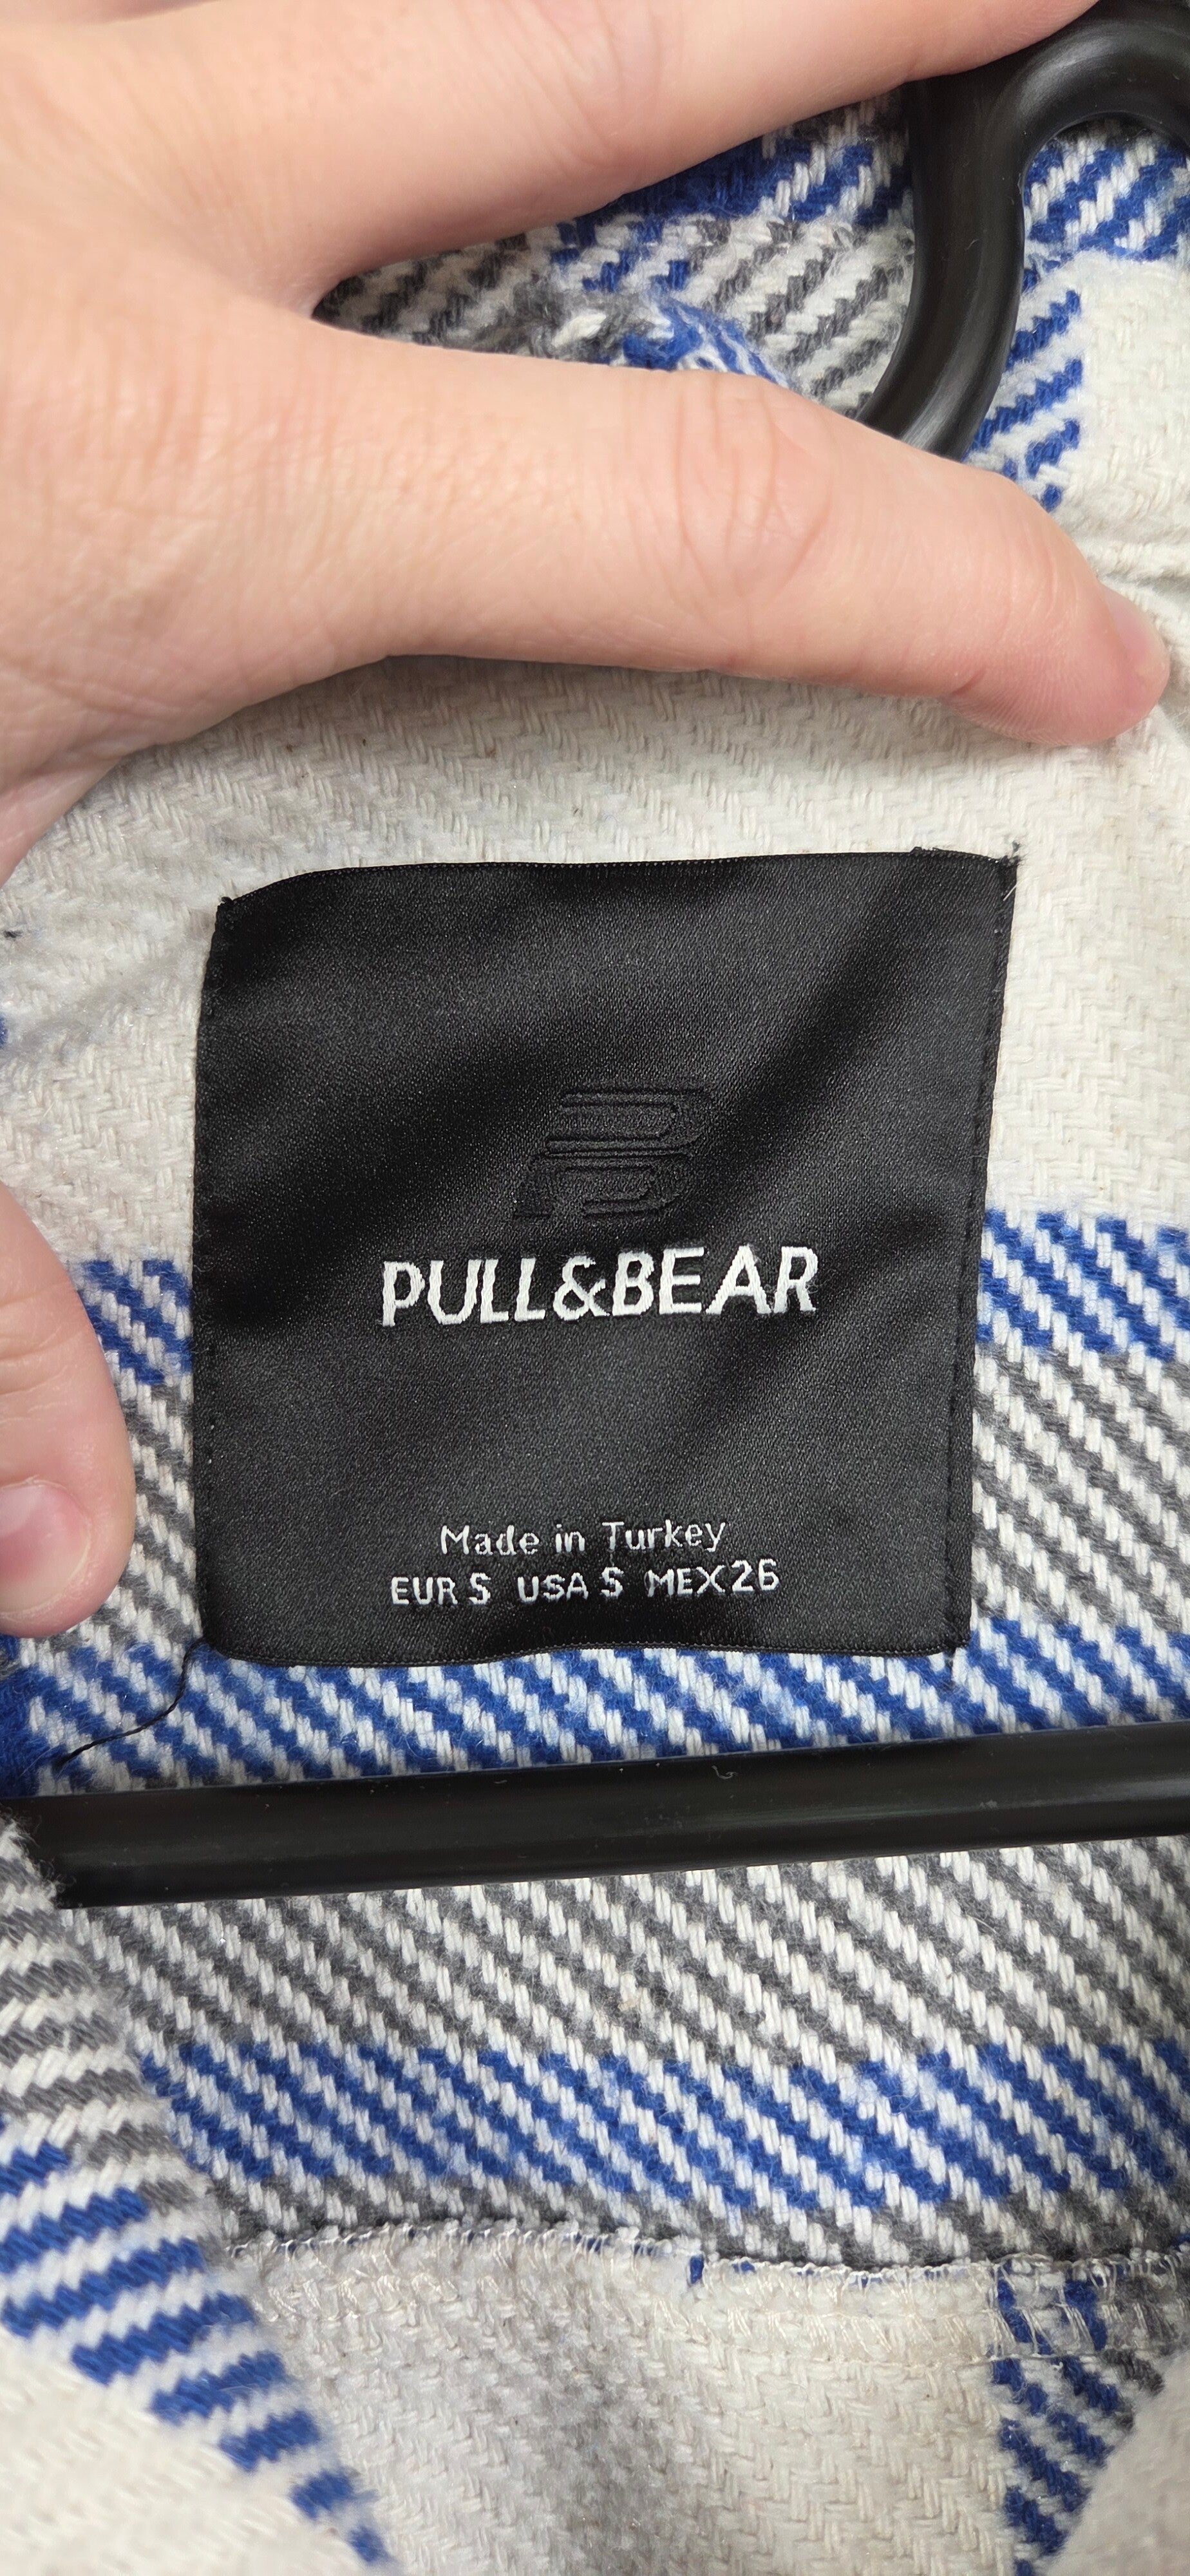 PULL&BEAR
Made in Turkey
EUR S USA S MEX 26